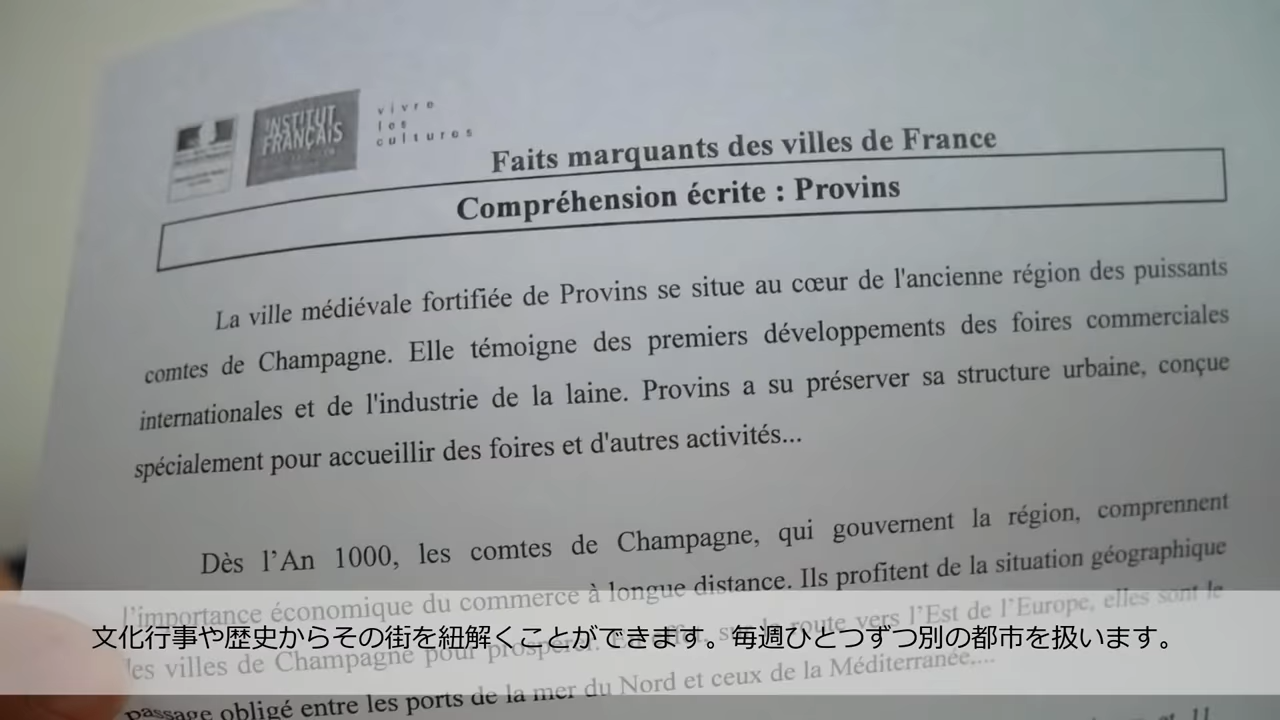 INSTITUT
FRANÇAIS
vivre
les
cultures
Faits marquants des villes de France
Compréhension écrite : Provins
La ville médiévale fortifiée de Provins se situe au cœur de l'ancienne région des puissants
comtes de Champagne. Elle témoigne des premiers développements des foires commerciales
internationales et de l'industrie de la laine. Provins a su préserver sa structure urbaine, conçue
spécialement pour accueillir des foires et d'autres activités...
Dès l’An 1000, les comtes de Champagne, qui gouvernent la région, comprennent
l’importance économique du commerce à longue distance. Ils profitent de la situation géographique
des villes de Champagne pour prospérer. sur la route vers l’Est de l’Europe, elles sont le
passage obligé entre les ports de la mer du Nord et ceux de la Méditerranée....
文化行事や歴史からその街を紐解くことができます。毎週ひとつずつ別の都市を扱います。